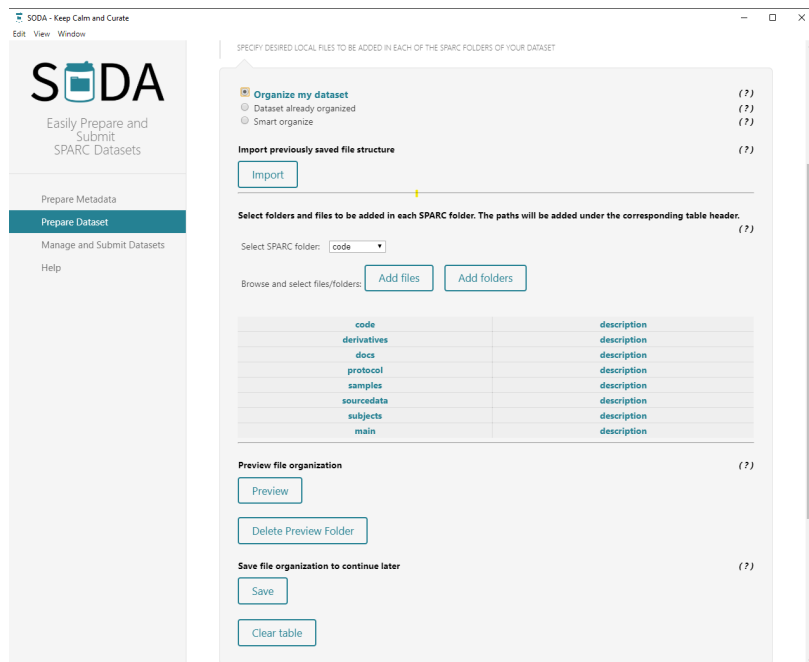 SODA - Keep Calm and Curate
Edit View Window
SODA
Easily Prepare and
Submit
SPARC Datasets
Prepare Metadata
Prepare Dataset
Manage and Submit Datasets
Help
SPECIFY DESIRED LOCAL FILES TO BE ADDED IN EACH OF THE SPARC FOLDERS OF YOUR DATASET
Organize my dataset (?)
Dataset already organized (?)
Smart organize (?)
Import previously saved file structure (?)
Import
Select folders and files to be added in each SPARC folder. The paths will be added under the corresponding table header.
(?)
Select SPARC folder: code
Browse and select files/folders: Add files Add folders
code description
derivatives description
docs description
protocol description
samples description
sourcedata description
subjects description
main description
Preview file organization (?)
Preview
Delete Preview Folder
Save file organization to continue later (?)
Save
Clear table